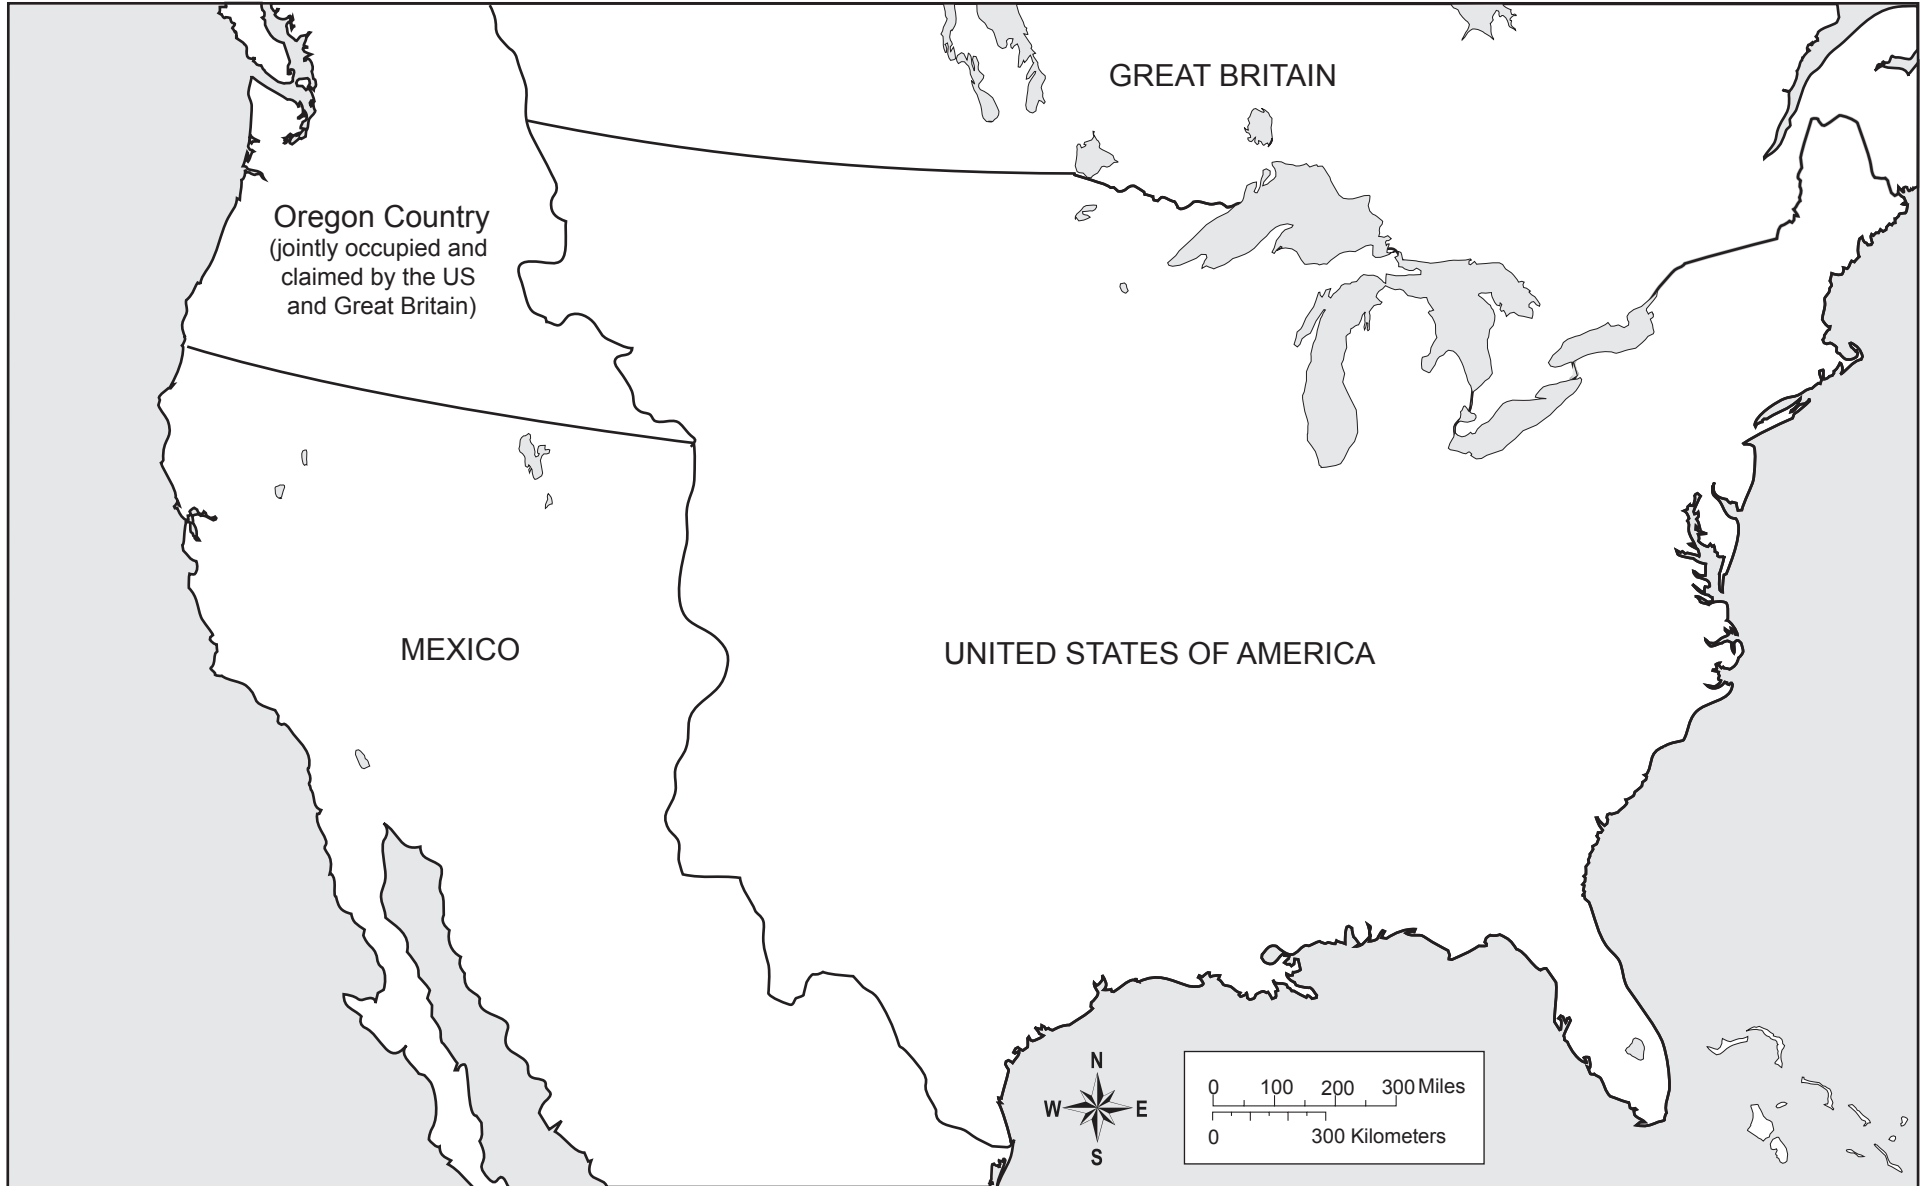 GREAT BRITAIN
Oregon Country
(jointly occupied and
claimed by the US
and Great Britain)
MEXICO
UNITED STATES OF AMERICA
N
W E
S
0 100 200 300 Miles
0 300 Kilometers